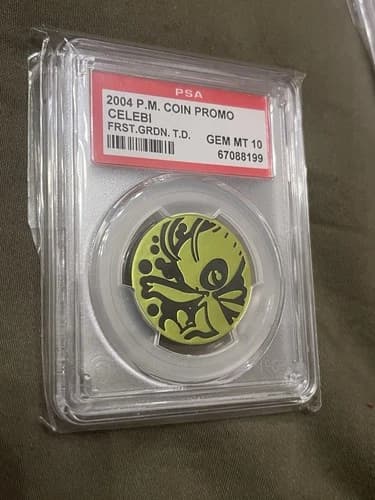 PSA
2004 P.M. COIN PROMO
CELEBI
FRST.GRDN. T.D. GEM MT 10
67088199